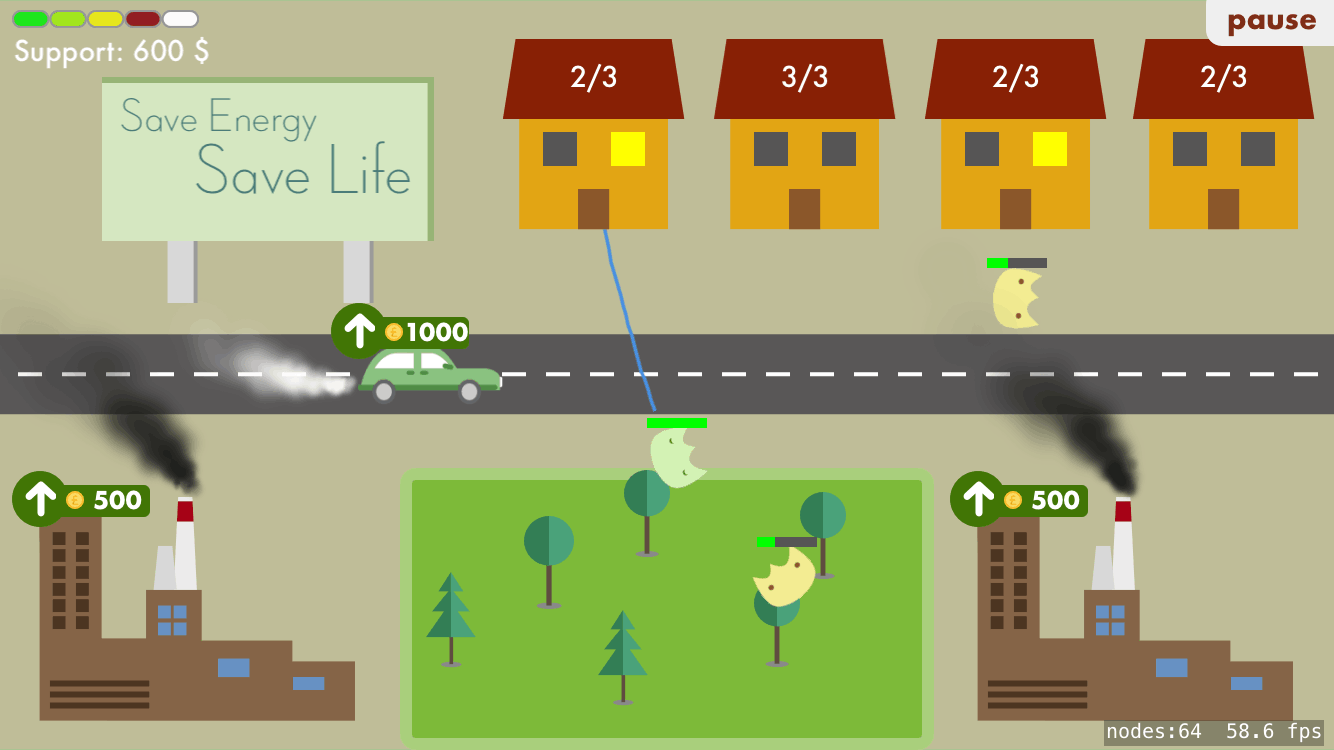 pause
Support: 600 $
2/3
3/3
2/3
2/3
Save Energy
Save Life
1000
500
500
nodes:64 58.6 fps